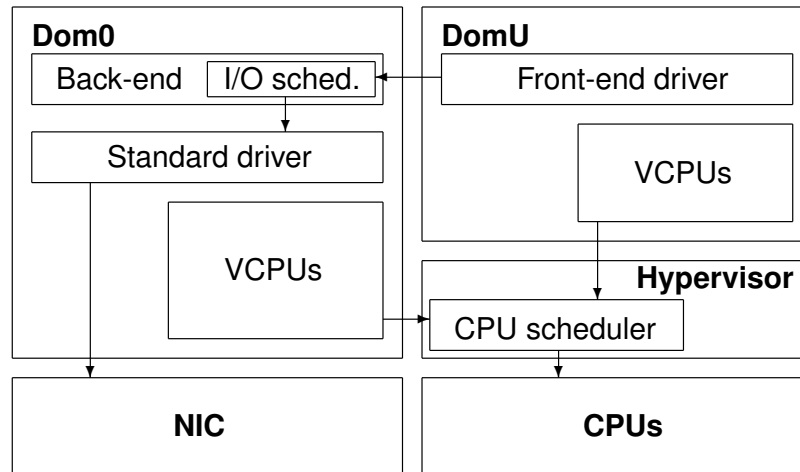 Dom0
Back-end
I/O sched.
Standard driver
VCPUs
DomU
Front-end driver
VCPUs
Hypervisor
CPU scheduler
NIC
CPUs